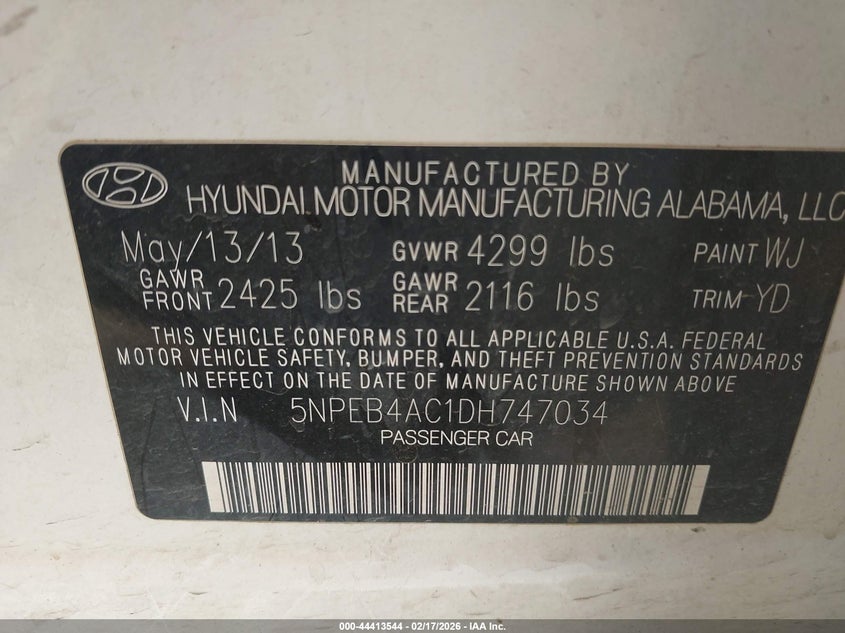 MANUFACTURED BY
HYUNDAI MOTOR MANUFACTURING ALABAMA, LLC
May/13/13 GVWR 4299 lbs PAINT WJ
GAWR FRONT 2425 lbs GAWR REAR 2116 lbs TRIM YD
THIS VEHICLE CONFORMS TO ALL APPLICABLE U.S.A. FEDERAL
MOTOR VEHICLE SAFETY, BUMPER, AND THEFT PREVENTION STANDARDS
IN EFFECT ON THE DATE OF MANUFACTURE SHOWN ABOVE
V.I.N 5NPEB4AC1DH747034
PASSENGER CAR
000-44413544 - 02/17/2026 - IAA Inc.